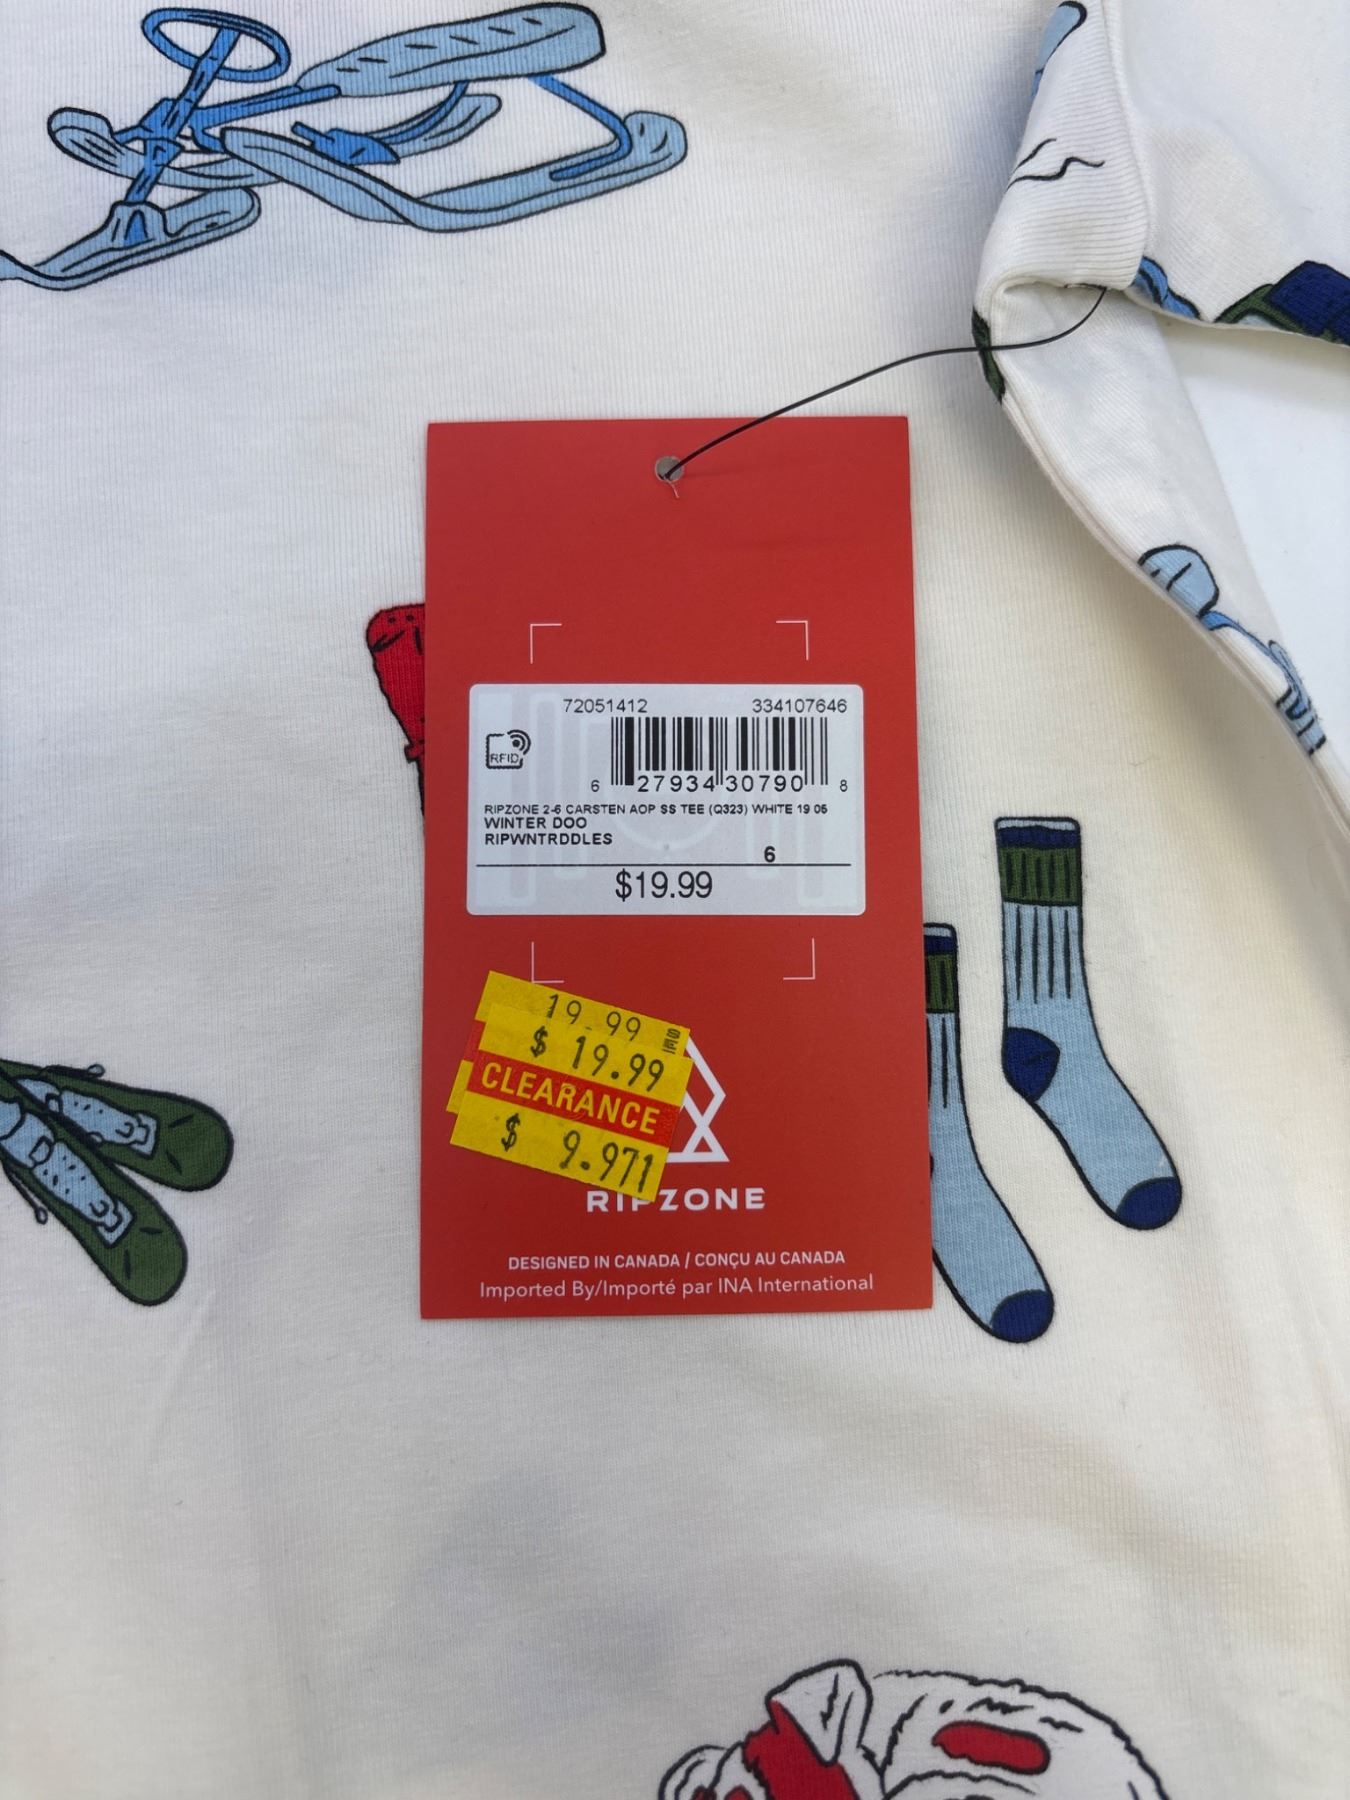 72051412 334107646
RFID
6 27934 30790 8
RIPZONE 2-6 CARSTEN AOP SS TEE (Q323) WHITE 19 05
WINTER DOO
RIPWNTRDDLES
6
$19.99
19.99
$ 19.99
CLEARANCE
$ 9.971
RIPZONE
DESIGNED IN CANADA / CONÇU AU CANADA
Imported By/Importé par INA International